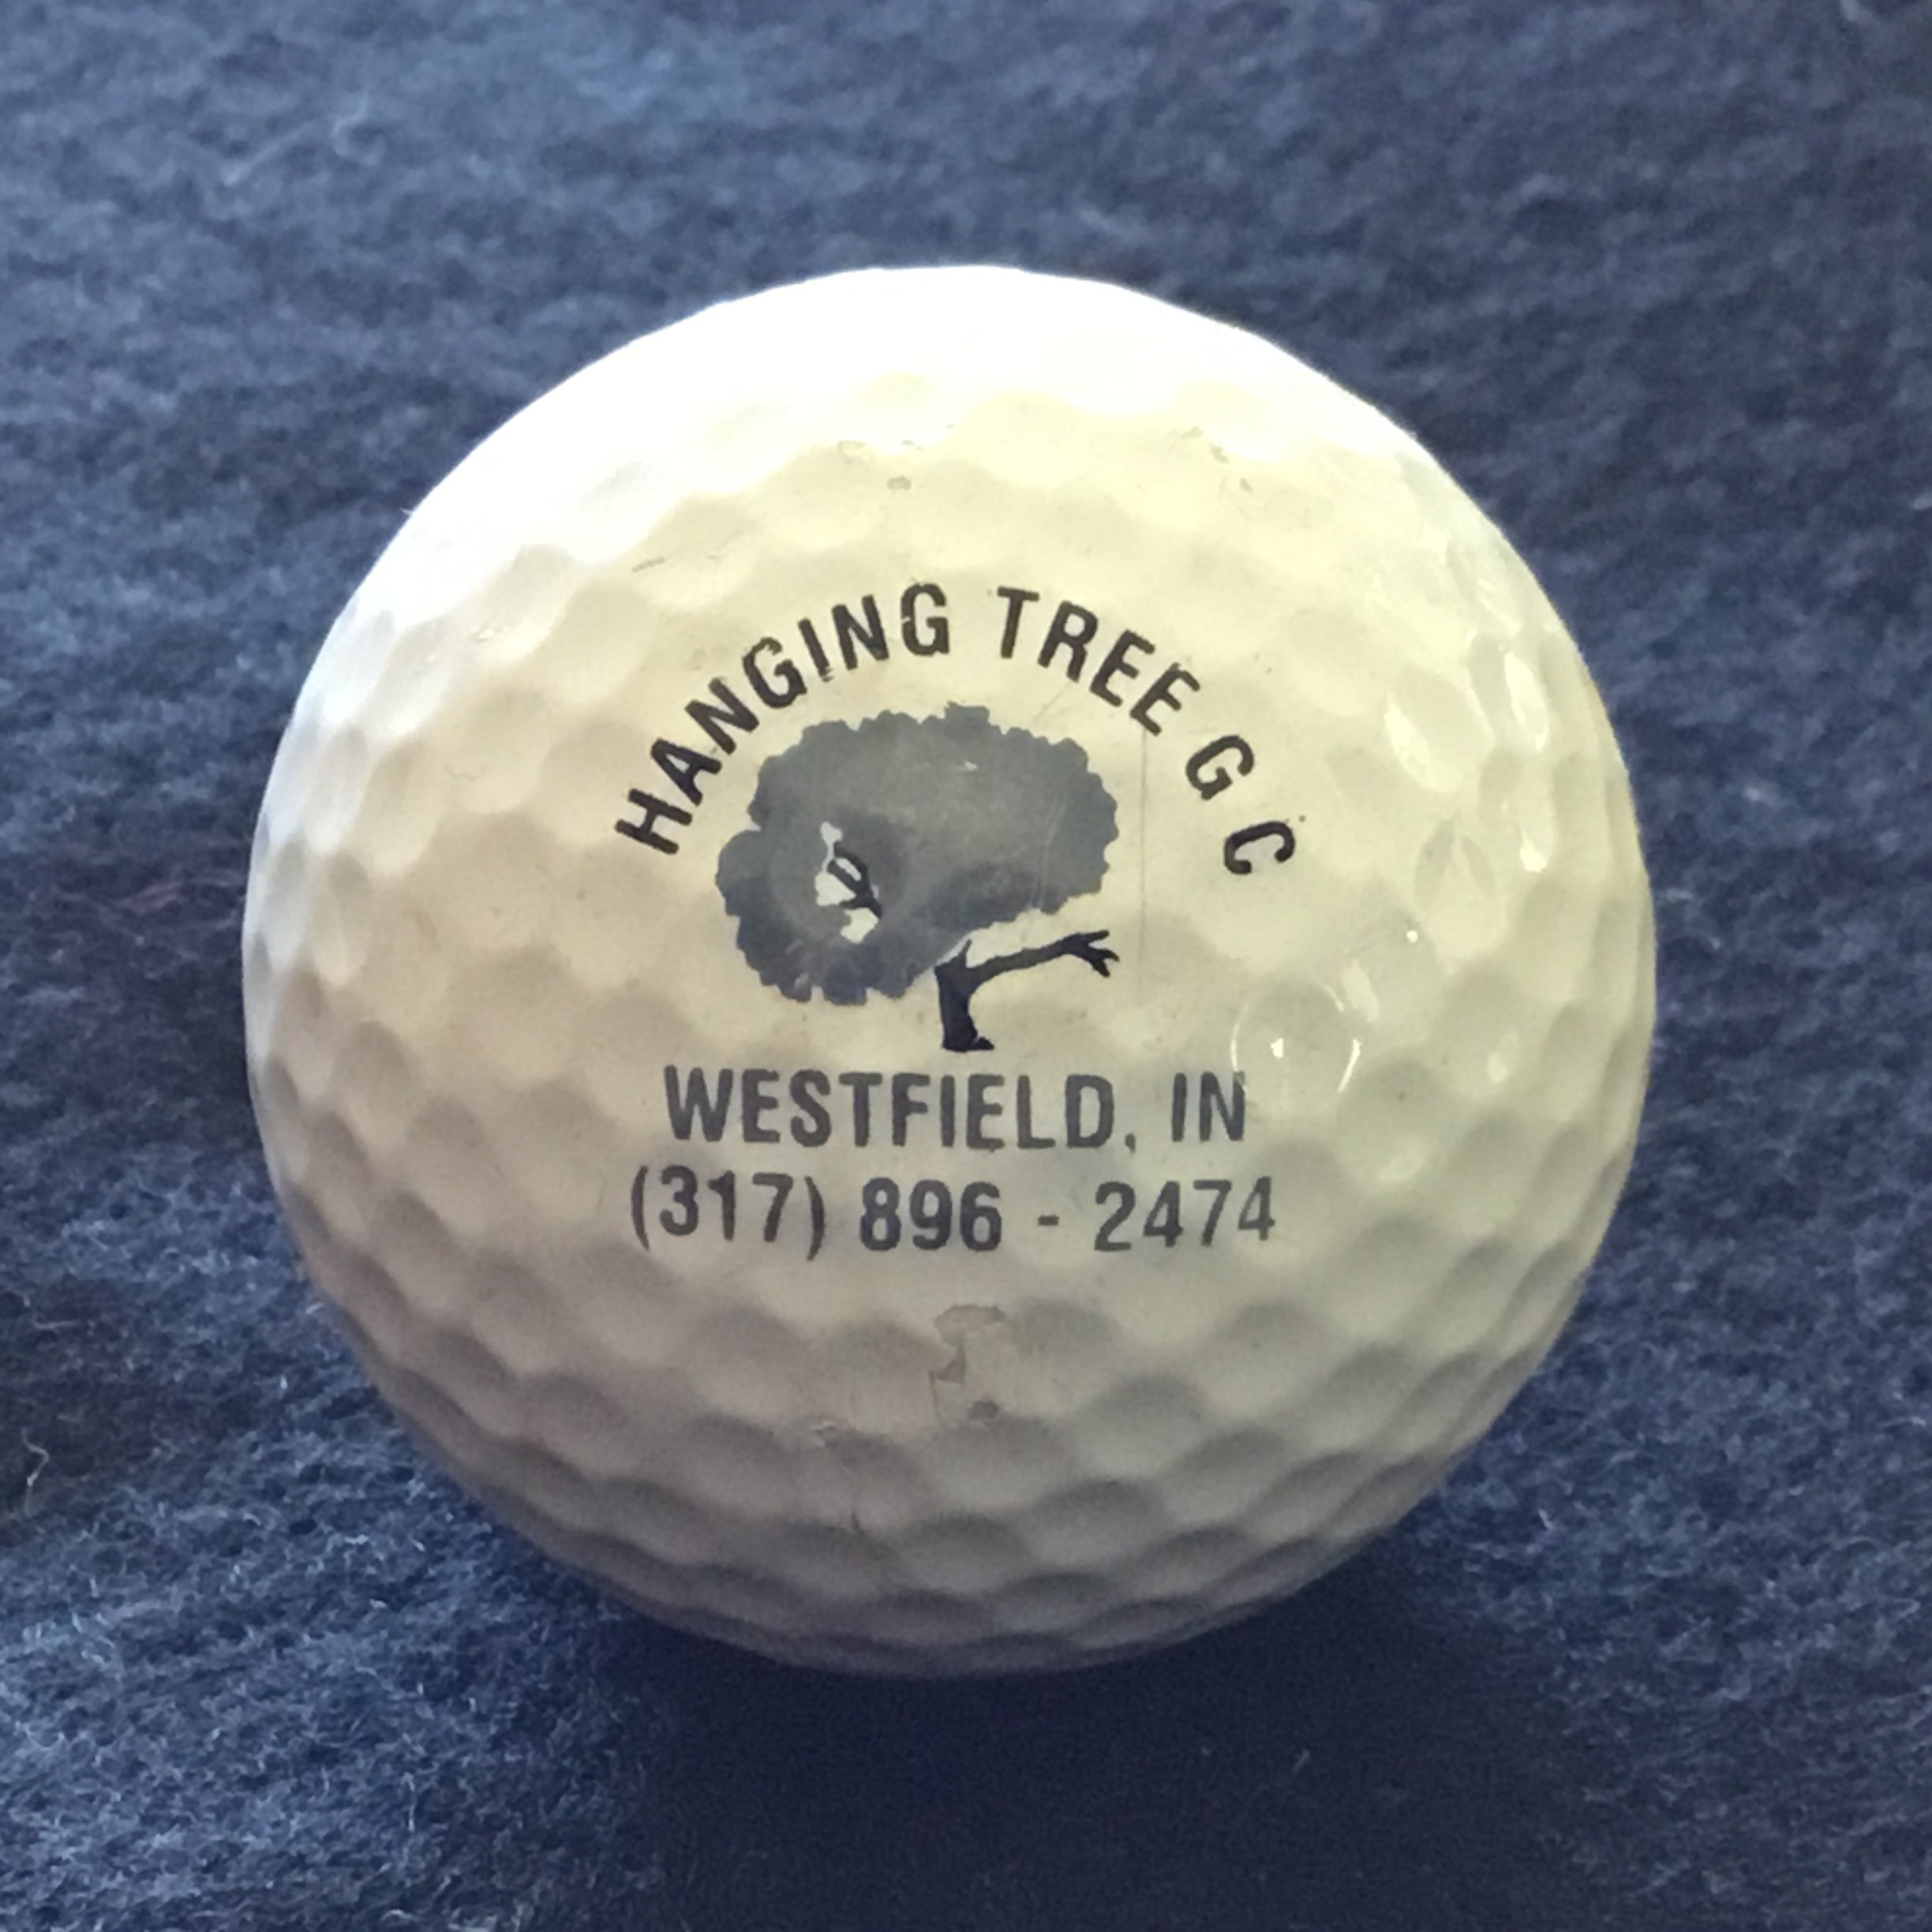 HANGING TREE G C
WESTFIELD, IN
(317) 896 - 2474